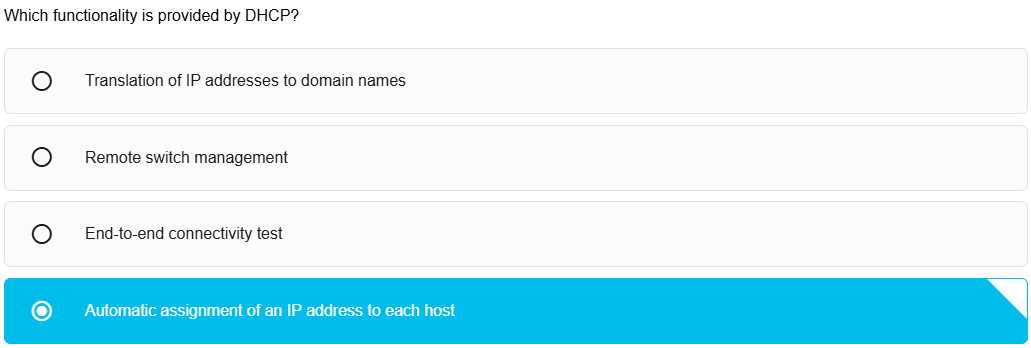 Which functionality is provided by DHCP?
Translation of IP addresses to domain names
Remote switch management
End-to-end connectivity test
Automatic assignment of an IP address to each host